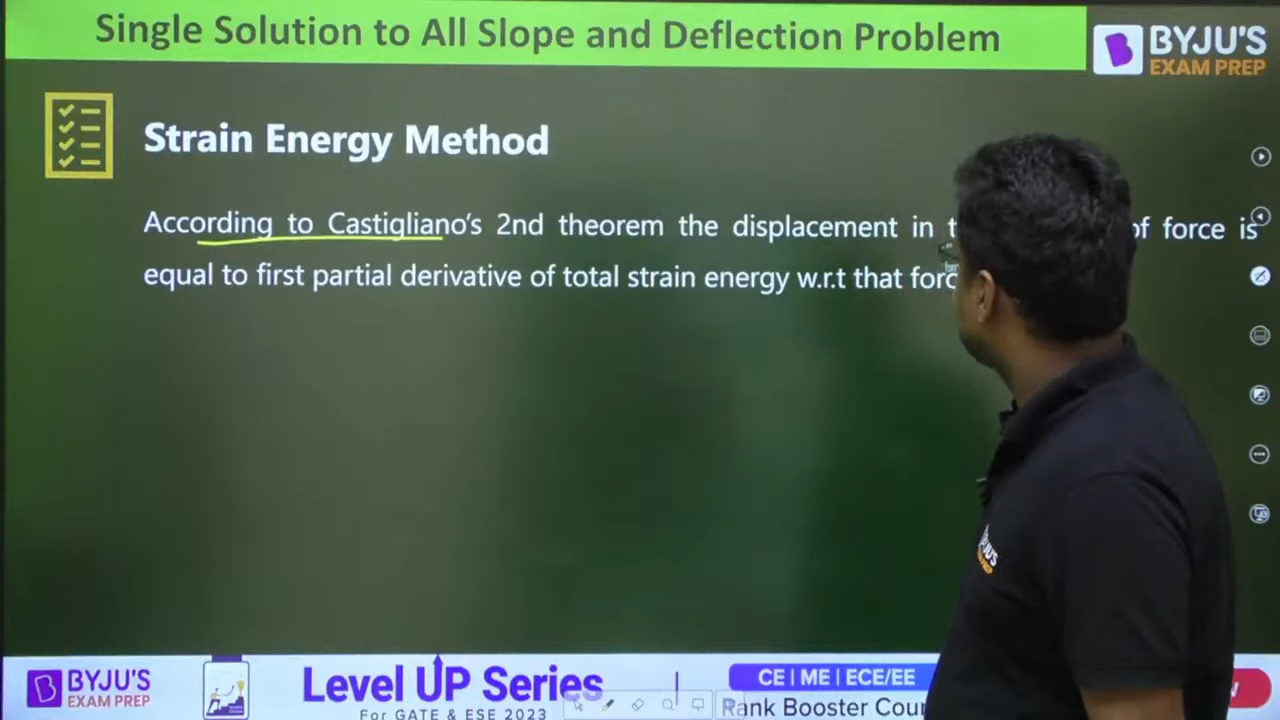 Single Solution to All Slope and Deflection Problem
BYJU'S
EXAM PREP
Strain Energy Method
According to Castigliano's 2nd theorem the displacement in of force is
equal to first partial derivative of total strain energy w.r.t that
BYJU'S
EXAM PREP
Level UP Series
For GATE & ESE 2023
CE | ME | ECE/EE
Rank Booster